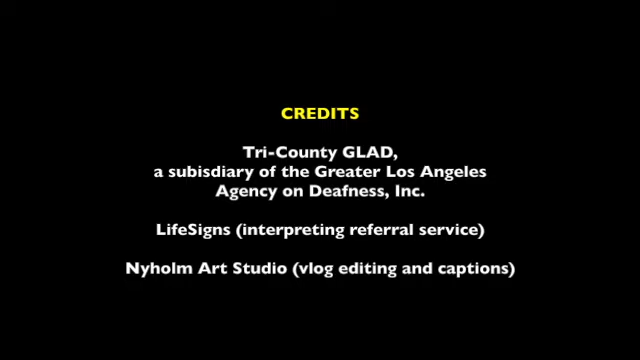 CREDITS
Tri-County GLAD,
a subisdiary of the Greater Los Angeles
Agency on Deafness, Inc.
LifeSigns (interpreting referral service)
Nyholm Art Studio (vlog editing and captions)